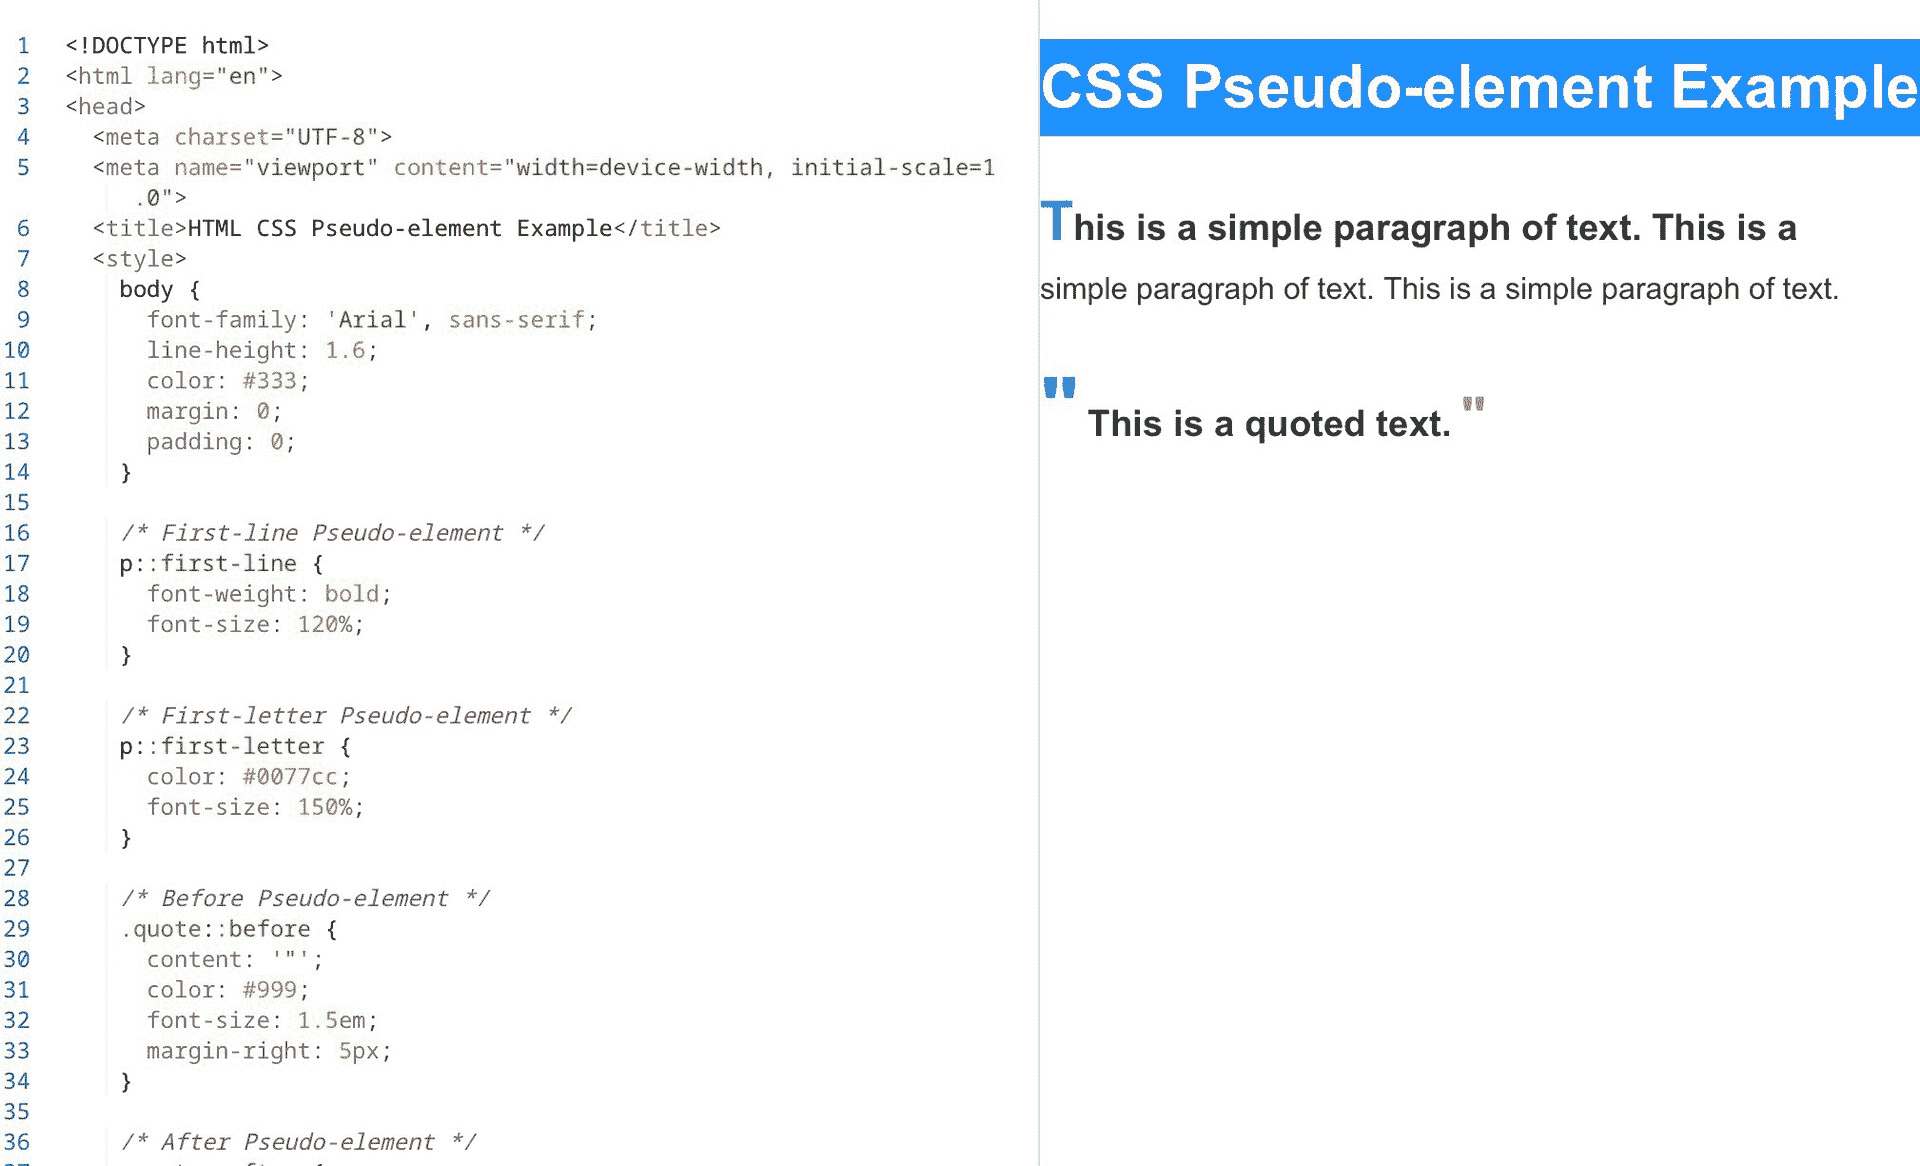 1 <!DOCTYPE html>
2 <html lang="en">
3 <head>
4 <meta charset="UTF-8">
5 <meta name="viewport" content="width=device-width, initial-scale=1
.0">
6 <title>HTML CSS Pseudo-element Example</title>
7 <style>
8 body {
9 font-family: 'Arial', sans-serif;
10 line-height: 1.6;
11 color: #333;
12 margin: 0;
13 padding: 0;
14 }
15
16 /* First-line Pseudo-element */
17 p::first-line {
18 font-weight: bold;
19 font-size: 120%;
20 }
21
22 /* First-letter Pseudo-element */
23 p::first-letter {
24 color: #0077cc;
25 font-size: 150%;
26 }
27
28 /* Before Pseudo-element */
29 .quote::before {
30 content: '"';
31 color: #999;
32 font-size: 1.5em;
33 margin-right: 5px;
34 }
35
36 /* After Pseudo-element */
CSS Pseudo-element Example
This is a simple paragraph of text. This is a
simple paragraph of text. This is a simple paragraph of text.
" This is a quoted text. "